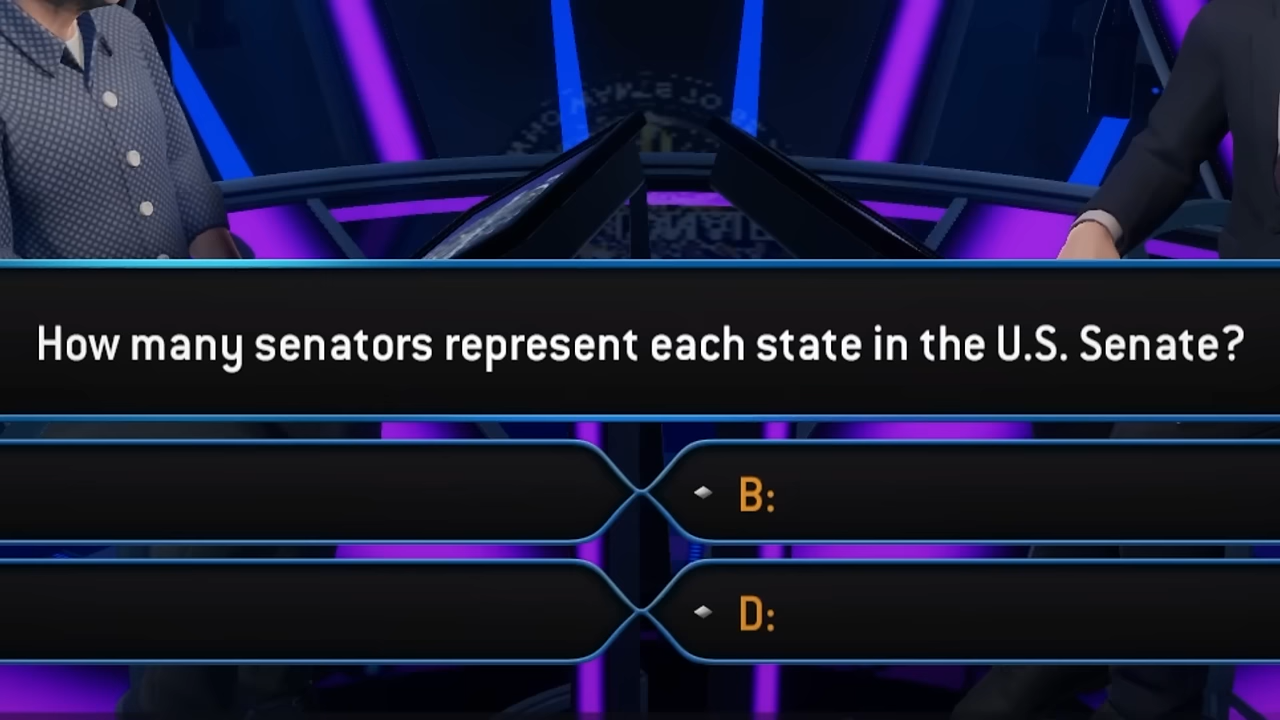 How many senators represent each state in the U.S. Senate?
B:
D: